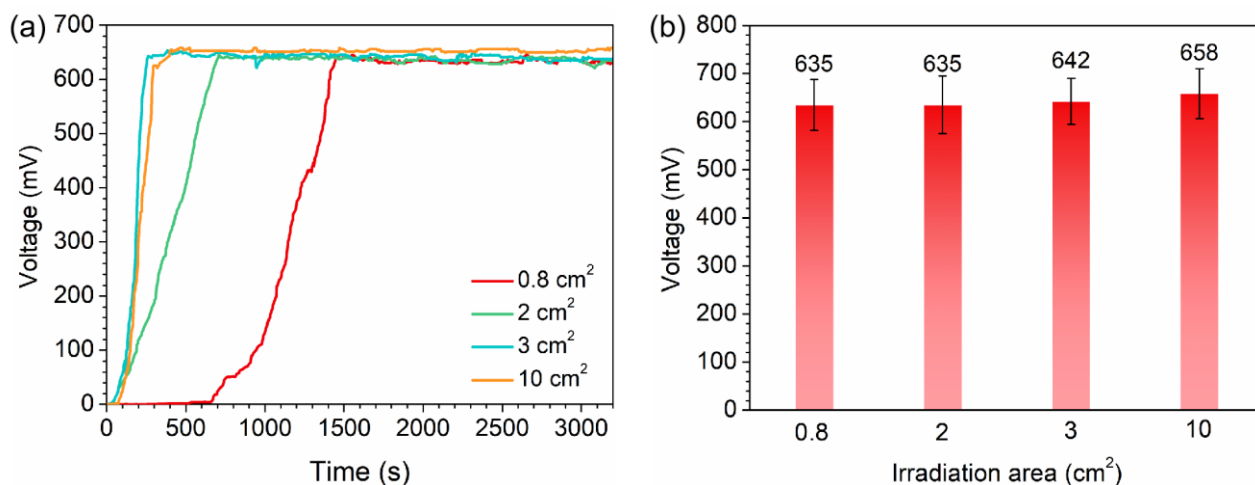 (a)
700
600
500
400
300
200
100
0
Voltage (mV)
0.8 cm²
2 cm²
3 cm²
10 cm²
0 500 1000 1500 2000 2500 3000
Time (s)
(b)
800
700
600
500
400
300
200
100
0
Voltage (mV)
635 635 642 658
0.8 2 3 10
Irradiation area (cm²)